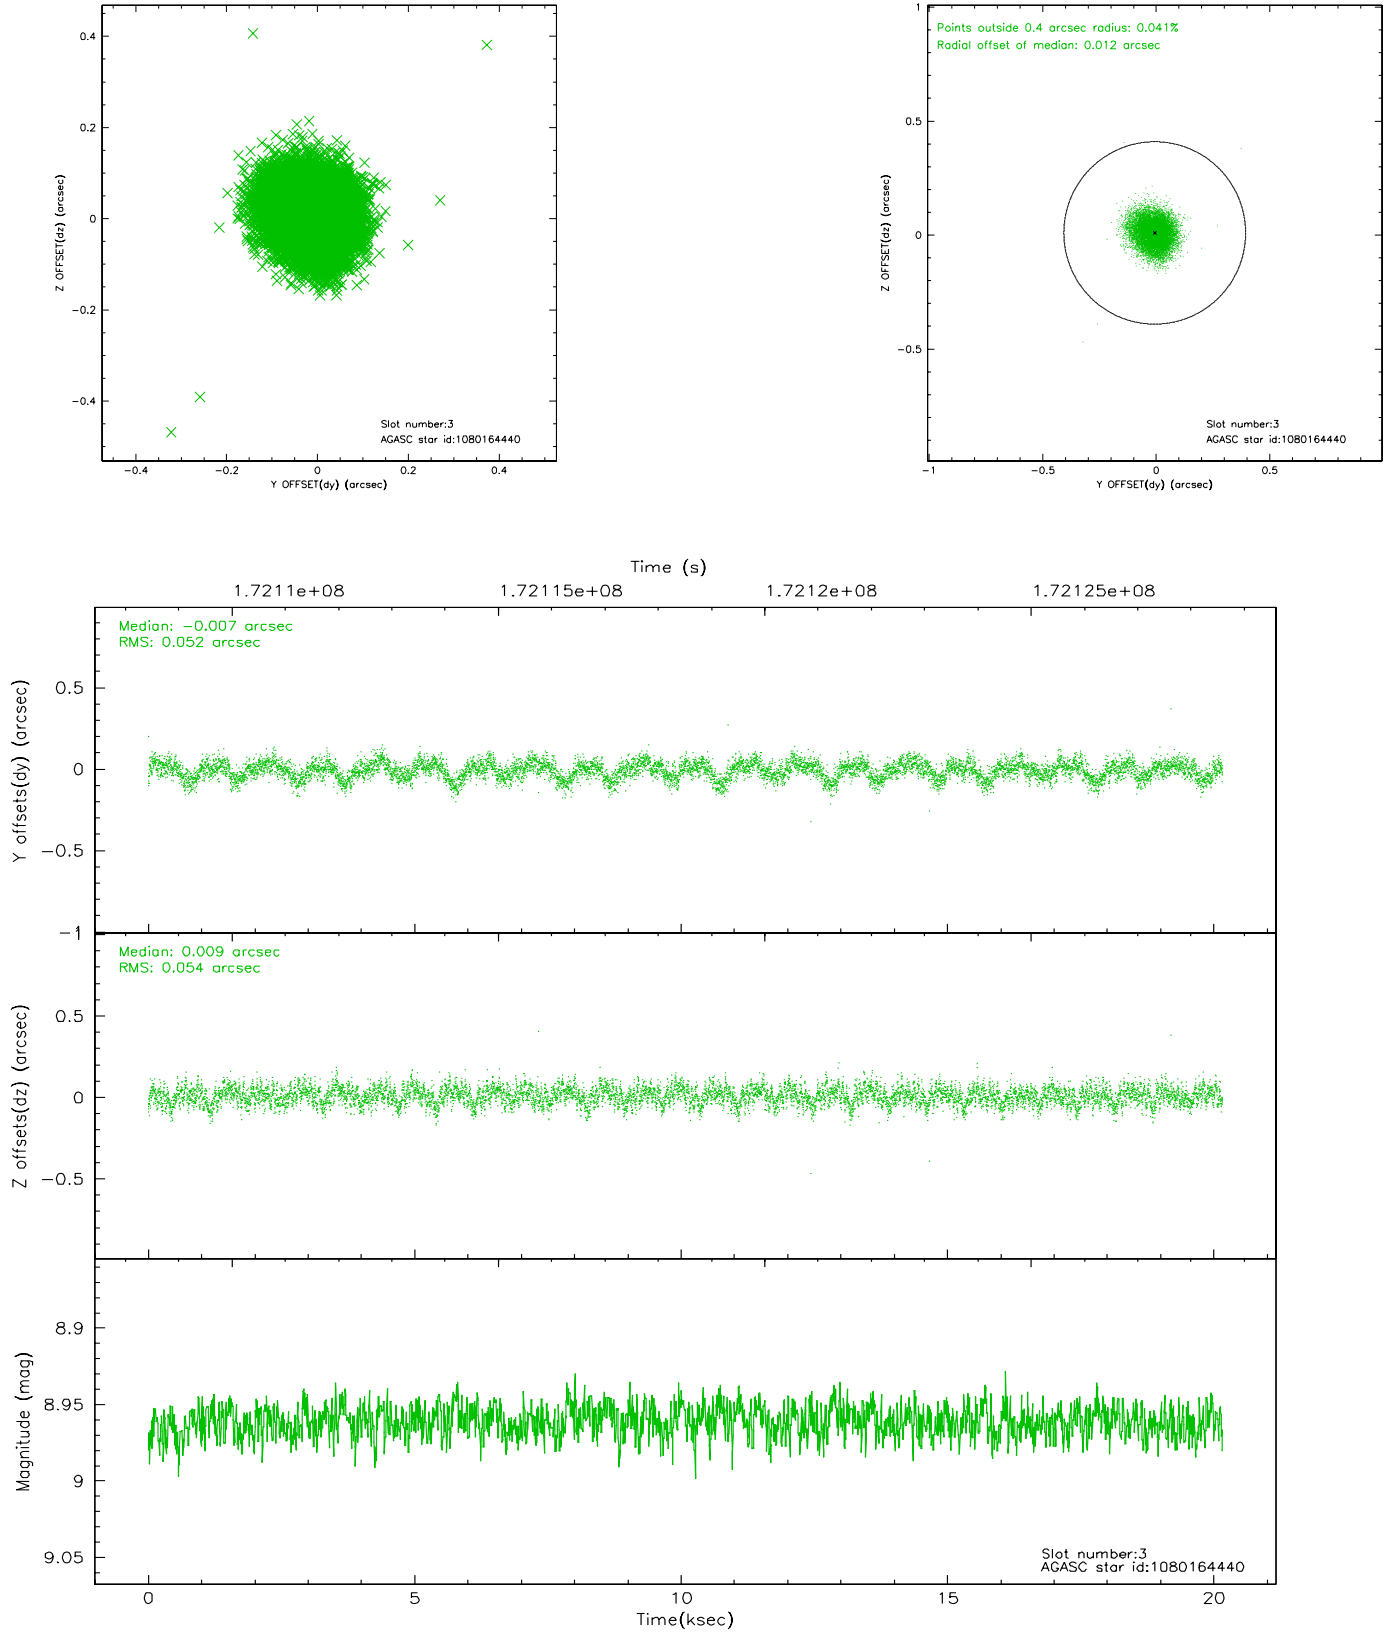 0.4
0.2
0
−0.2
−0.4
−0.4
−0.2
0
0.2
0.4
Z OFFSET(dz) (arcsec)
Y OFFSET(dy) (arcsec)
Slot number:3
AGASC star id:1080164440
Points outside 0.4 arcsec radius: 0.041%
Radial offset of median: 0.012 arcsec
1
0.5
0
−0.5
−1
−0.5
0
0.5
Z OFFSET(dz) (arcsec)
Y OFFSET(dy) (arcsec)
Slot number:3
AGASC star id:1080164440
Time (s)
1.7211e+08
1.72115e+08
1.7212e+08
1.72125e+08
Median: −0.007 arcsec
RMS: 0.052 arcsec
0.5
0
−0.5
−1
Y offsets(dy) (arcsec)
Median: 0.009 arcsec
RMS: 0.054 arcsec
0.5
0
−0.5
Z offsets(dz) (arcsec)
8.9
8.95
9
9.05
Magnitude (mag)
Slot number:3
AGASC star id:1080164440
0
5
10
15
20
Time(ksec)